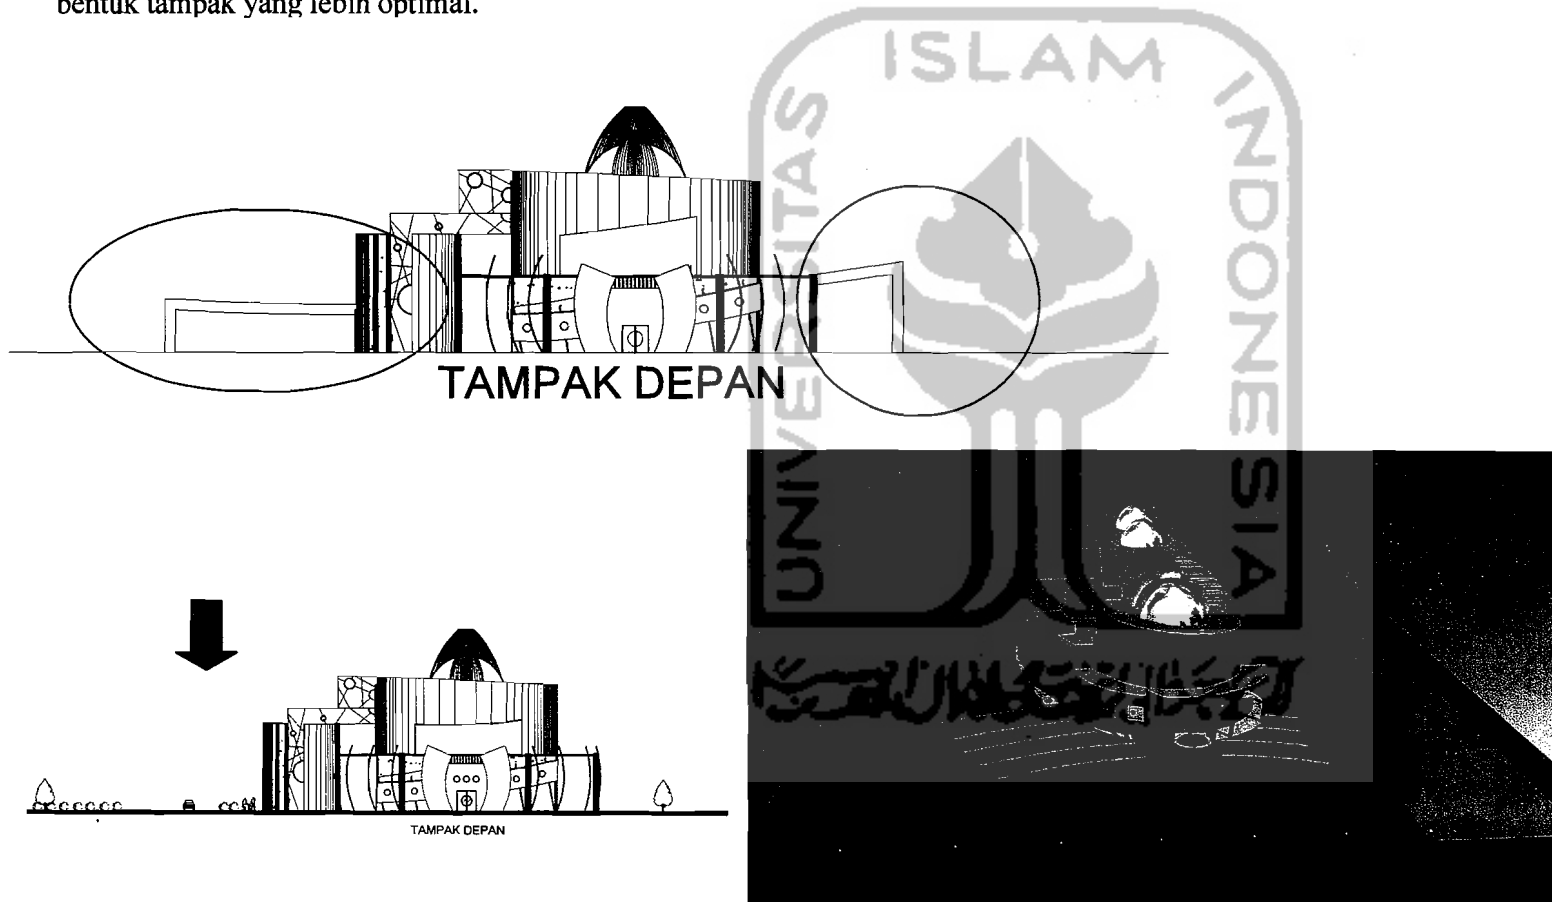 bentuk tampak yang lebih optimal.
ISLAM
UNIVERSITAS
INDONESIA
TAMPAK DEPAN
TAMPAK DEPAN